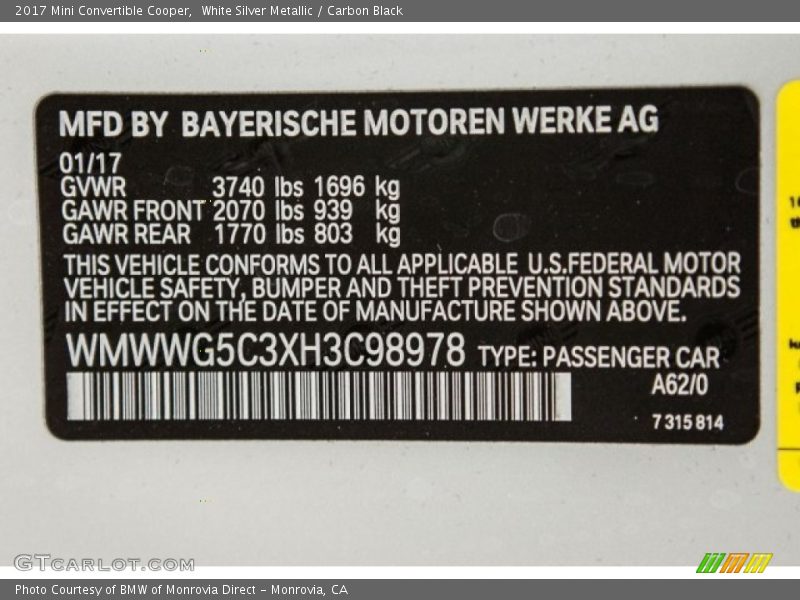 2017 Mini Convertible Cooper, White Silver Metallic / Carbon Black
MFD BY BAYERISCHE MOTOREN WERKE AG
01/17
GVWR 3740 lbs 1696 kg
GAWR FRONT 2070 lbs 939 kg
GAWR REAR 1770 lbs 803 kg
THIS VEHICLE CONFORMS TO ALL APPLICABLE U.S.FEDERAL MOTOR
VEHICLE SAFETY, BUMPER AND THEFT PREVENTION STANDARDS
IN EFFECT ON THE DATE OF MANUFACTURE SHOWN ABOVE.
WMWWG5C3XH3C98978 TYPE: PASSENGER CAR
A62/0
7 315 814
GTCARLOT.COM
Photo Courtesy of BMW of Monrovia Direct – Monrovia, CA